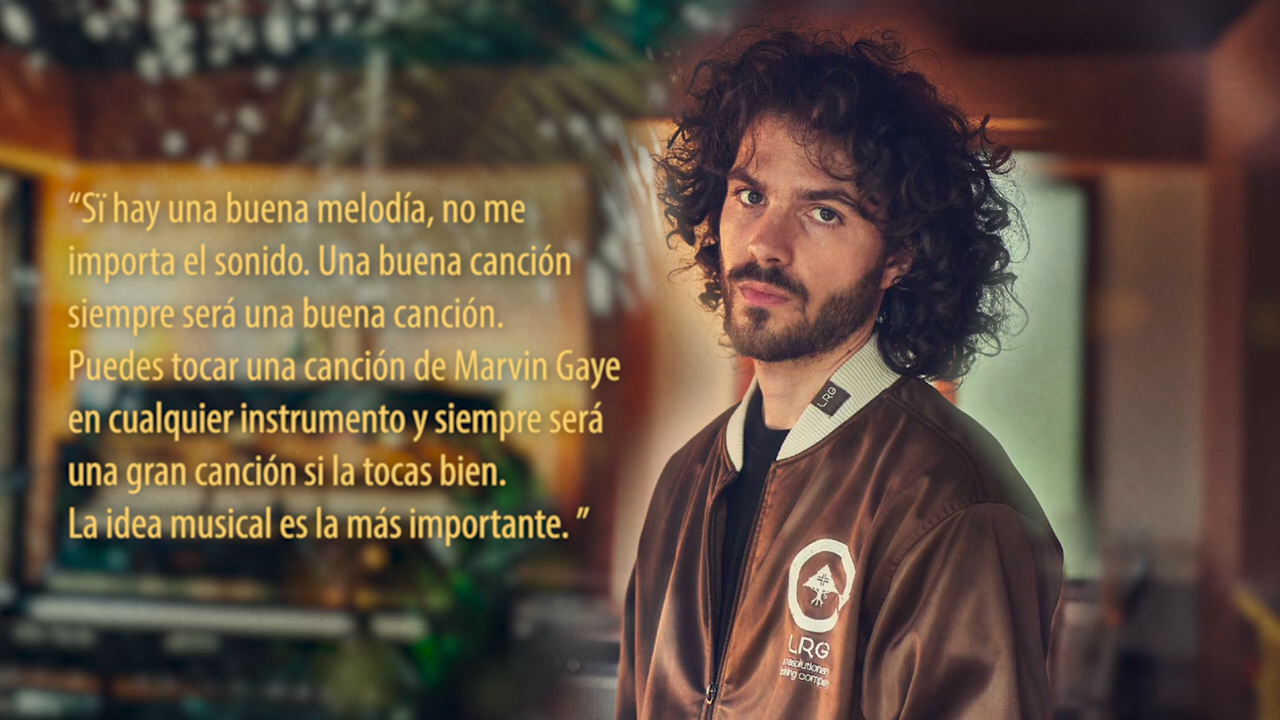 “Sï hay una buena melodía, no me
importa el sonido. Una buena canción
siempre será una buena canción.
Puedes tocar una canción de Marvin Gaye
en cualquier instrumento y siempre será
una gran canción si la tocas bien.
La idea musical es la más importante. ”
LRG
LRG